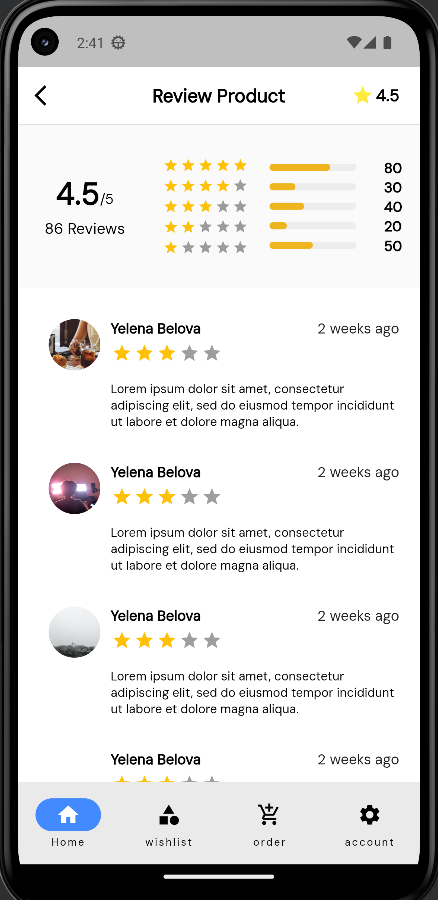 2:41
Review Product
4.5
4.5/5
86 Reviews
80
30
40
20
50
Yelena Belova
2 weeks ago
Lorem ipsum dolor sit amet, consectetur
adipiscing elit, sed do eiusmod tempor incididunt
ut labore et dolore magna aliqua.
Yelena Belova
2 weeks ago
Lorem ipsum dolor sit amet, consectetur
adipiscing elit, sed do eiusmod tempor incididunt
ut labore et dolore magna aliqua.
Yelena Belova
2 weeks ago
Lorem ipsum dolor sit amet, consectetur
adipiscing elit, sed do eiusmod tempor incididunt
ut labore et dolore magna aliqua.
Yelena Belova
2 weeks ago
Home
wishlist
order
account